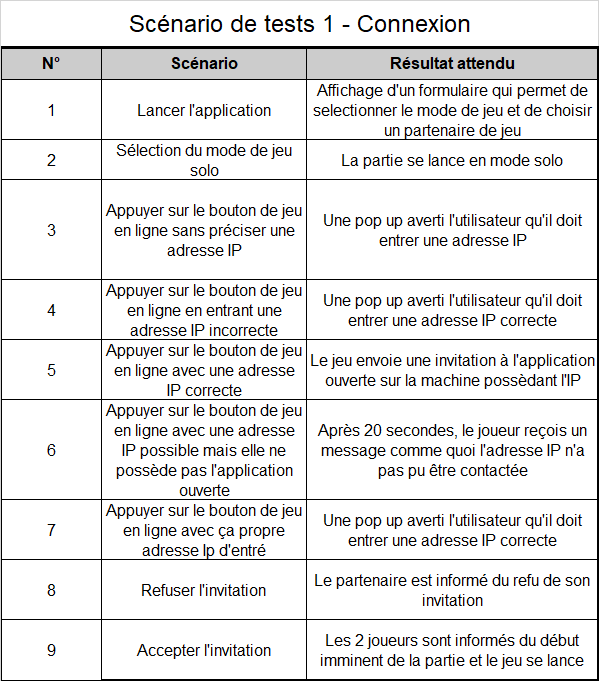 Scénario de tests 1 - Connexion
N° Scénario Résultat attendu
1
Lancer l'application
Affichage d'un formulaire qui permet de
selectionner le mode de jeu et de choisir
un partenaire de jeu
2
Sélection du mode de jeu
solo
La partie se lance en mode solo
3
Appuyer sur le bouton de jeu
en ligne sans préciser une
adresse IP
Une pop up averti l'utilisateur qu'il doit
entrer une adresse IP
4
Appuyer sur le bouton de jeu
en ligne en entrant une
adresse IP incorrecte
Une pop up averti l'utilisateur qu'il doit
entrer une adresse IP correcte
5
Appuyer sur le bouton de jeu
en ligne avec une adresse
IP correcte
Le jeu envoie une invitation à l'application
ouverte sur la machine possèdant l'IP
6
Appuyer sur le bouton de jeu
en ligne avec une adresse
IP possible mais elle ne
possède pas l'application
ouverte
Après 20 secondes, le joueur reçois un
message comme quoi l'adresse IP n'a
pas pu être contactée
7
Appuyer sur le bouton de jeu
en ligne avec ça propre
adresse Ip d'entré
Une pop up averti l'utilisateur qu'il doit
entrer une adresse IP correcte
8
Refuser l'invitation
Le partenaire est informé du refu de son
invitation
9
Accepter l'invitation
Les 2 joueurs sont informés du début
imminent de la partie et le jeu se lance